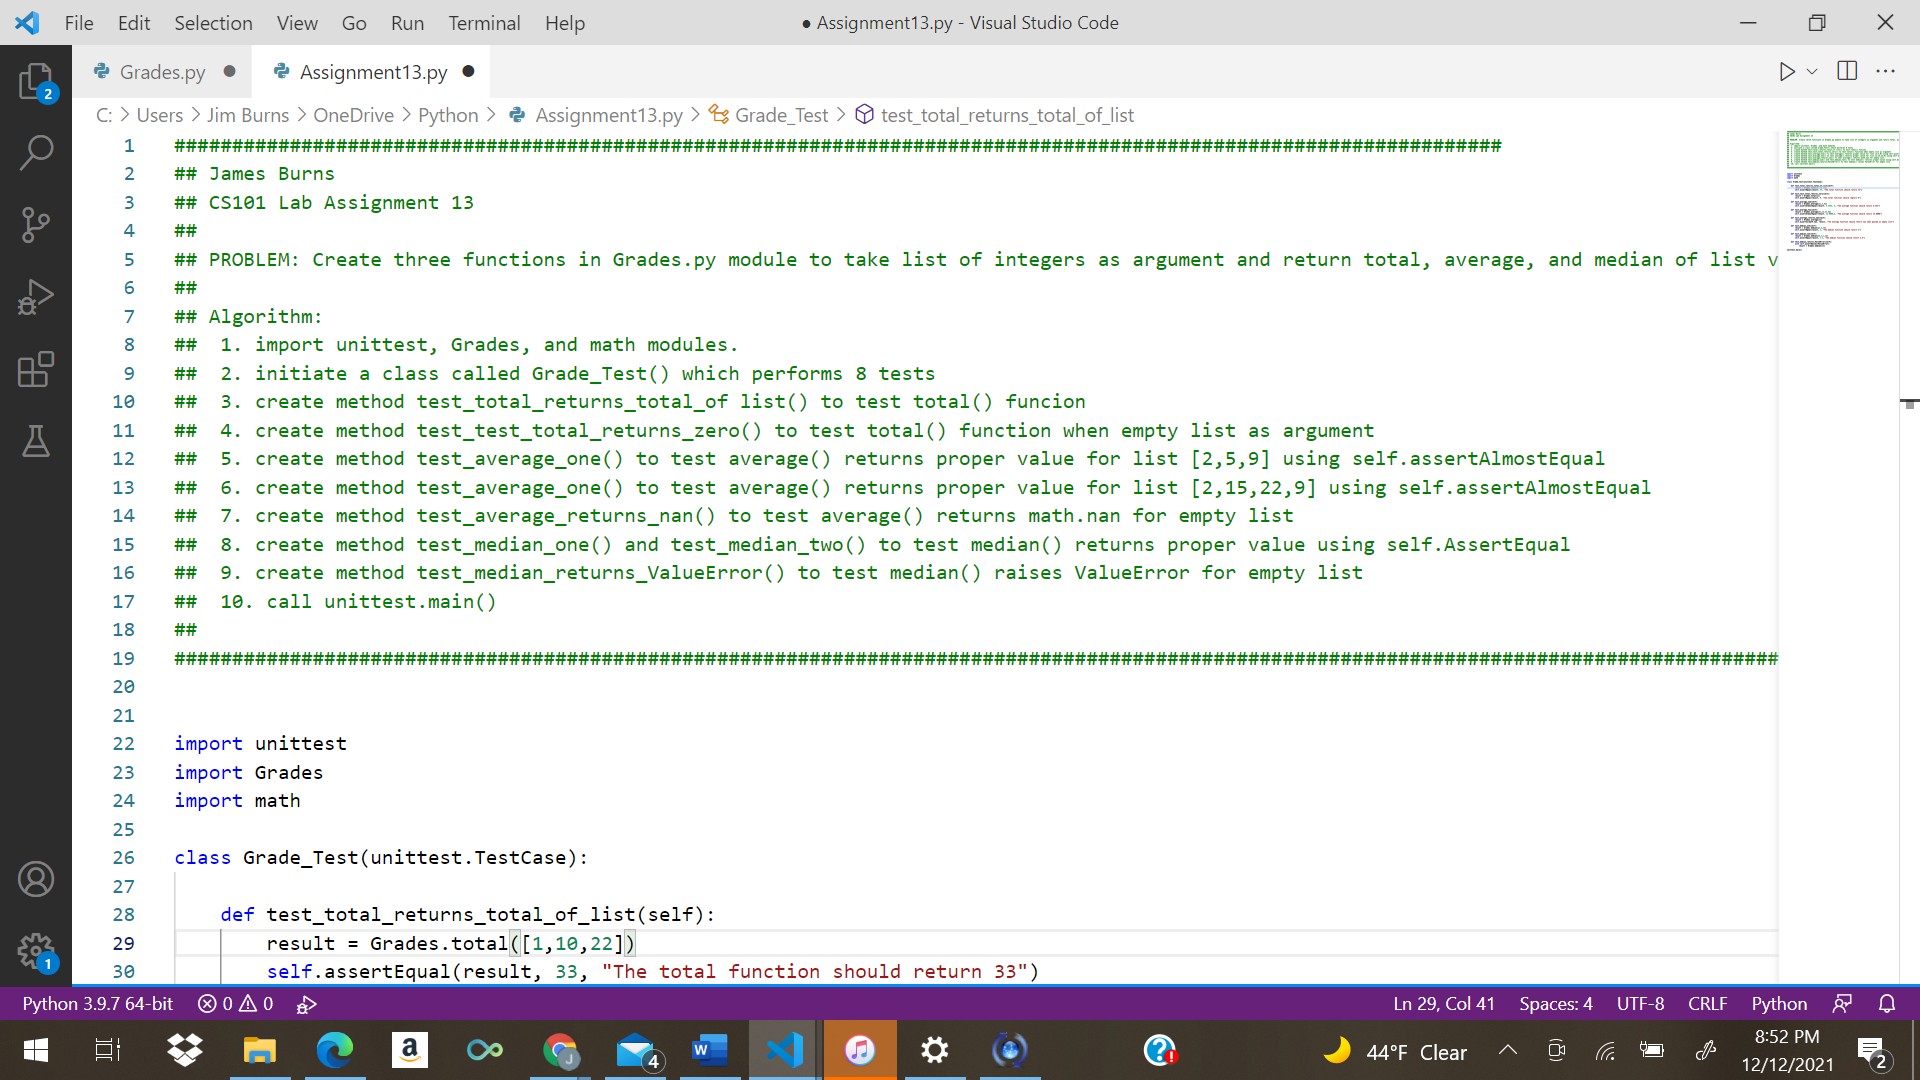 File Edit Selection View Go Run Terminal Help ● Assignment13.py - Visual Studio Code
Grades.py ● Assignment13.py ●
2
C: > Users > Jim Burns > OneDrive > Python > Assignment13.py > Grade_Test > test_total_returns_total_of_list
1 ###################################################################################################################
2 ## James Burns
3 ## CS101 Lab Assignment 13
4 ##
5 ## PROBLEM: Create three functions in Grades.py module to take list of integers as argument and return total, average, and median of list v
6 ##
7 ## Algorithm:
8 ##  1. import unittest, Grades, and math modules.
9 ##  2. initiate a class called Grade_Test() which performs 8 tests
10 ##  3. create method test_total_returns_total_of list() to test total() funcion
11 ##  4. create method test_test_total_returns_zero() to test total() function when empty list as argument
12 ##  5. create method test_average_one() to test average() returns proper value for list [2,5,9] using self.assertAlmostEqual
13 ##  6. create method test_average_one() to test average() returns proper value for list [2,15,22,9] using self.assertAlmostEqual
14 ##  7. create method test_average_returns_nan() to test average() returns math.nan for empty list
15 ##  8. create method test_median_one() and test_median_two() to test median() returns proper value using self.AssertEqual
16 ##  9. create method test_median_returns_ValueError() to test median() raises ValueError for empty list
17 ##  10. call unittest.main()
18 ##
19 ###########################################################################################################################################
20
21
22 import unittest
23 import Grades
24 import math
25
26 class Grade_Test(unittest.TestCase):
27
28     def test_total_returns_total_of_list(self):
29         result = Grades.total([1,10,22])
30         self.assertEqual(result, 33, "The total function should return 33")
1
Python 3.9.7 64-bit 0 0 Ln 29, Col 41 Spaces: 4 UTF-8 CRLF Python
a W J 4 44°F Clear 8:52 PM
12/12/2021 2